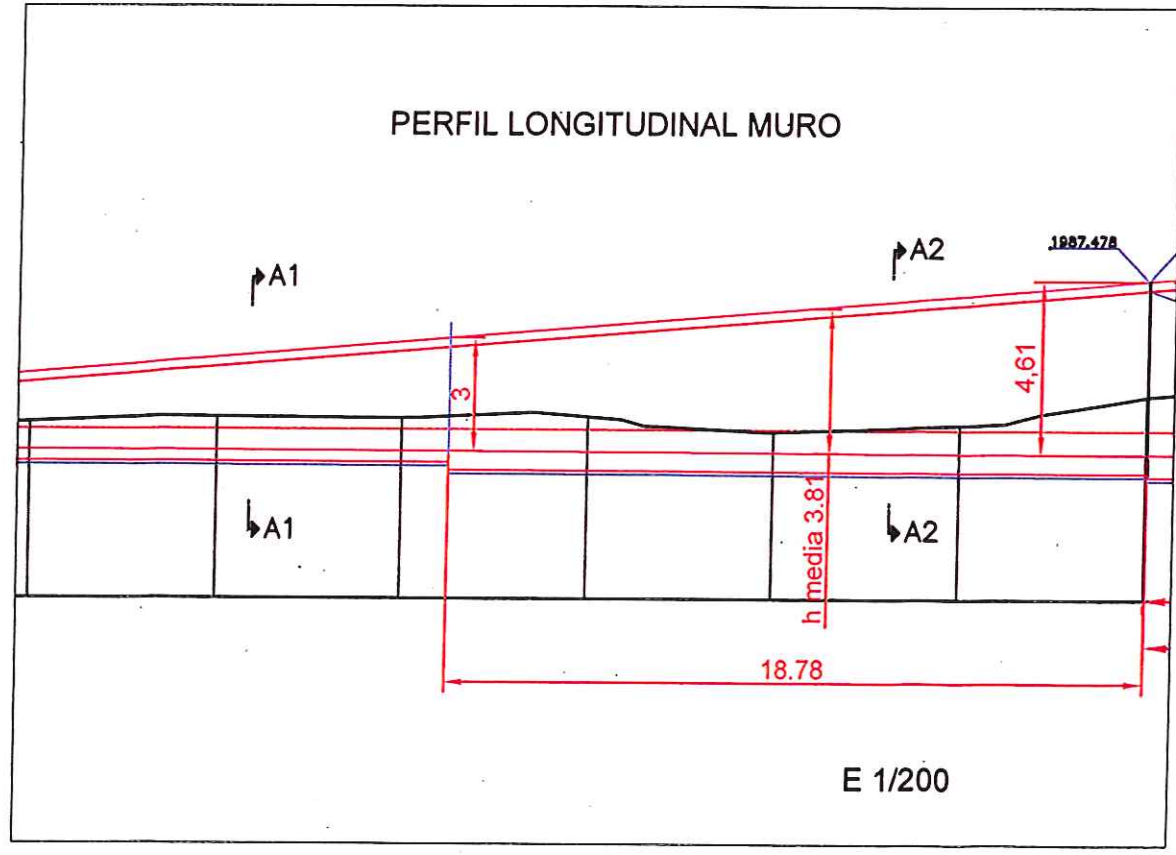 PERFIL LONGITUDINAL MURO
A1
A2
1987.478
3
4,61
h media 3.81
A1
A2
18.78
E 1/200